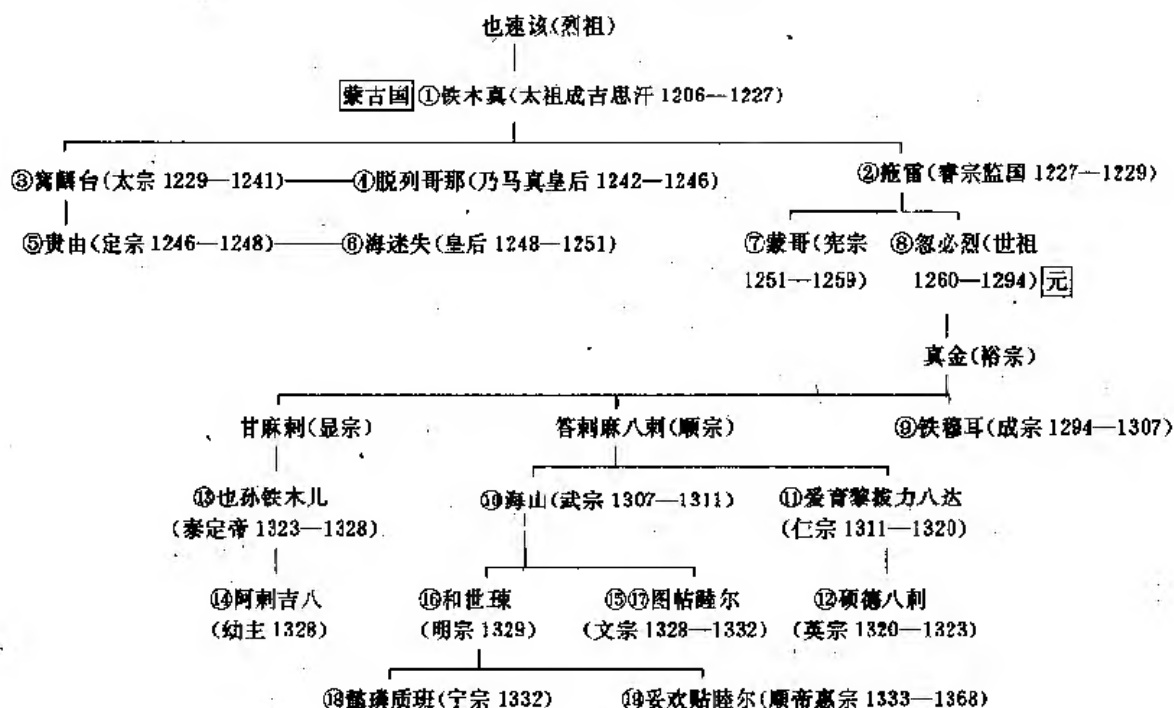 也速该(烈祖)
蒙古国 ①铁木真(太祖成吉思汗 1206—1227)
③窝阔台(太宗 1229—1241) ④脱列哥那(乃马真皇后 1242—1246) ②拖雷(睿宗监国 1227—1229)
⑤贵由(定宗 1246—1248) ⑥海迷失(皇后 1248—1251) ⑦蒙哥(宪宗 ⑧忽必烈(世祖
1251—1259) 1260—1294) 元
真金(裕宗)
甘麻剌(显宗) 答剌麻八剌(顺宗) ⑨铁穆耳(成宗 1294—1307)
⑬也孙铁木儿 ⑩海山(武宗 1307—1311) ⑪爱育黎拔力八达
(泰定帝 1323—1328) (仁宗 1311—1320)
⑭阿剌吉八 ⑯和世㻋 ⑮⑰图帖睦尔 ⑫硕德八剌
(幼主 1328) (明宗 1329) (文宗 1328—1332) (英宗 1320—1323)
⑱懿璘质班(宁宗 1332) ⑲妥欢贴睦尔(顺帝惠宗 1333—1368)